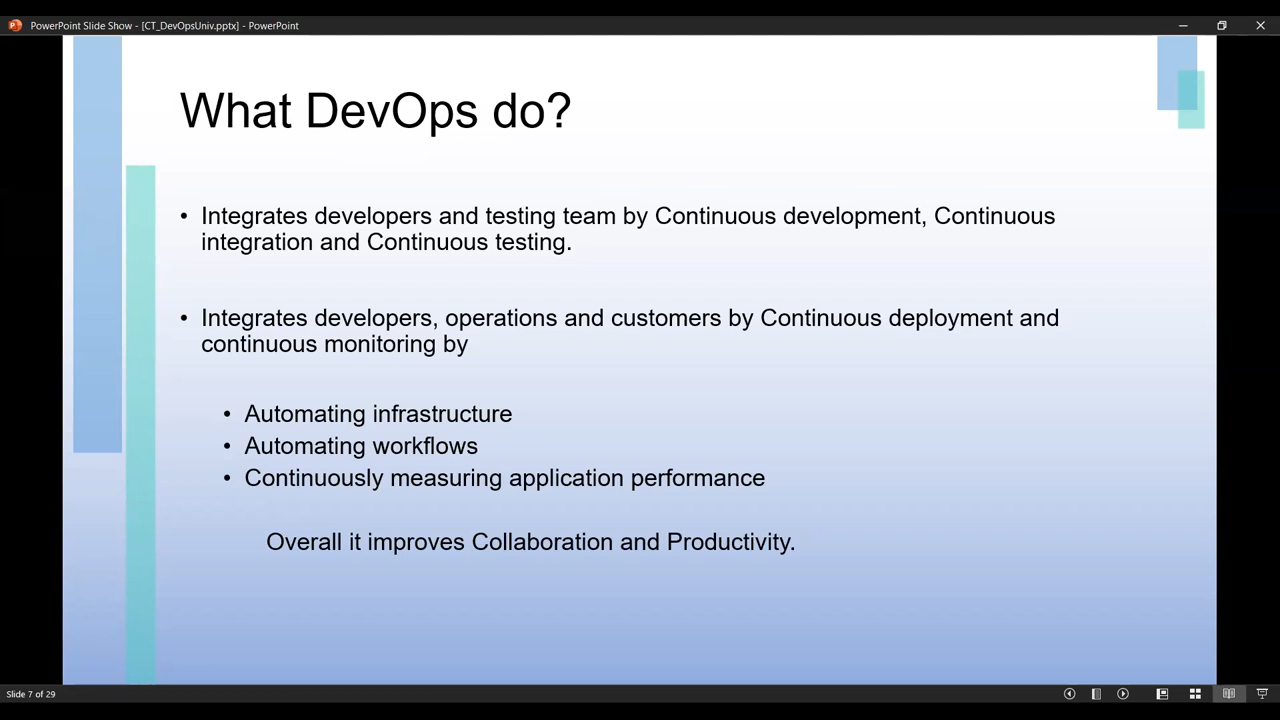 PowerPoint Slide Show - [CT_DevOpsUniv.pptx] - PowerPoint
What DevOps do?
• Integrates developers and testing team by Continuous development, Continuous
integration and Continuous testing.
• Integrates developers, operations and customers by Continuous deployment and
continuous monitoring by
• Automating infrastructure
• Automating workflows
• Continuously measuring application performance
Overall it improves Collaboration and Productivity.
Slide 7 of 29